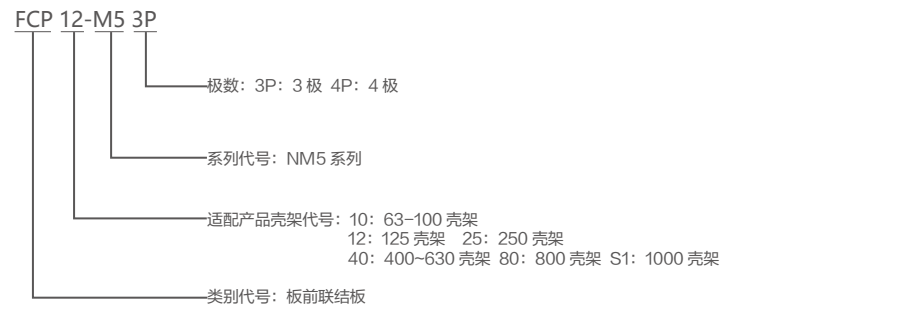 FCP 12-M5 3P
极数：3P：3 极 4P：4 极
系列代号：NM5 系列
适配产品壳架代号：10：63-100 壳架
12：125 壳架 25：250 壳架
40：400~630 壳架 80：800 壳架 S1：1000 壳架
类别代号：板前联结板